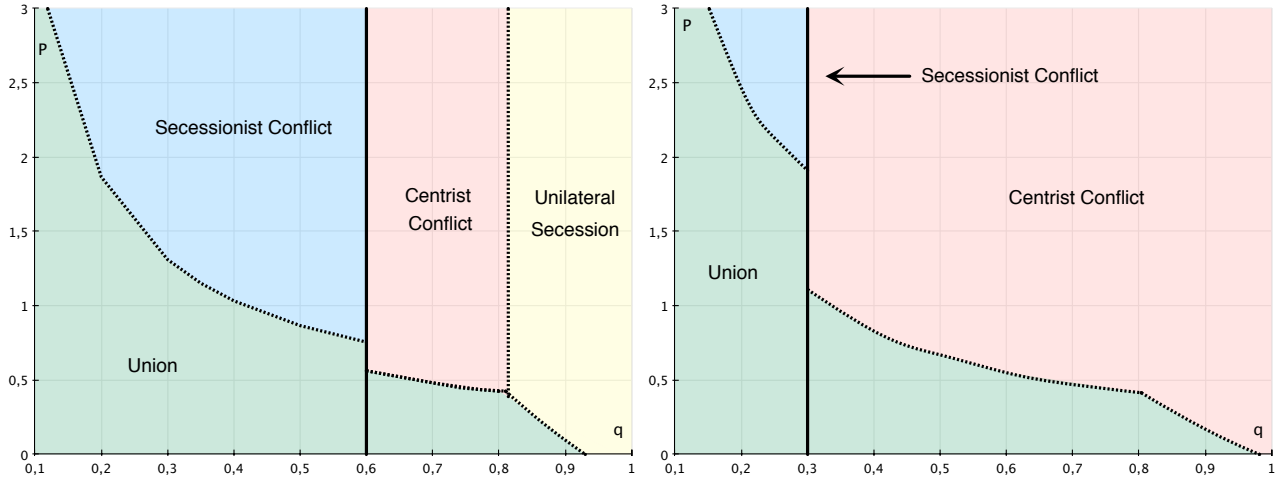 3
P
2,5
Secessionist Conflict
2
Centrist
Conflict
Unilateral
Secession
1,5
1
Union
0,5
q
0
0,1 0,2 0,3 0,4 0,5 0,6 0,7 0,8 0,9 1
3
P
2,5
Secessionist Conflict
2
Centrist Conflict
1,5
Union
1
0,5
q
0
0,1 0,2 0,3 0,4 0,5 0,6 0,7 0,8 0,9 1